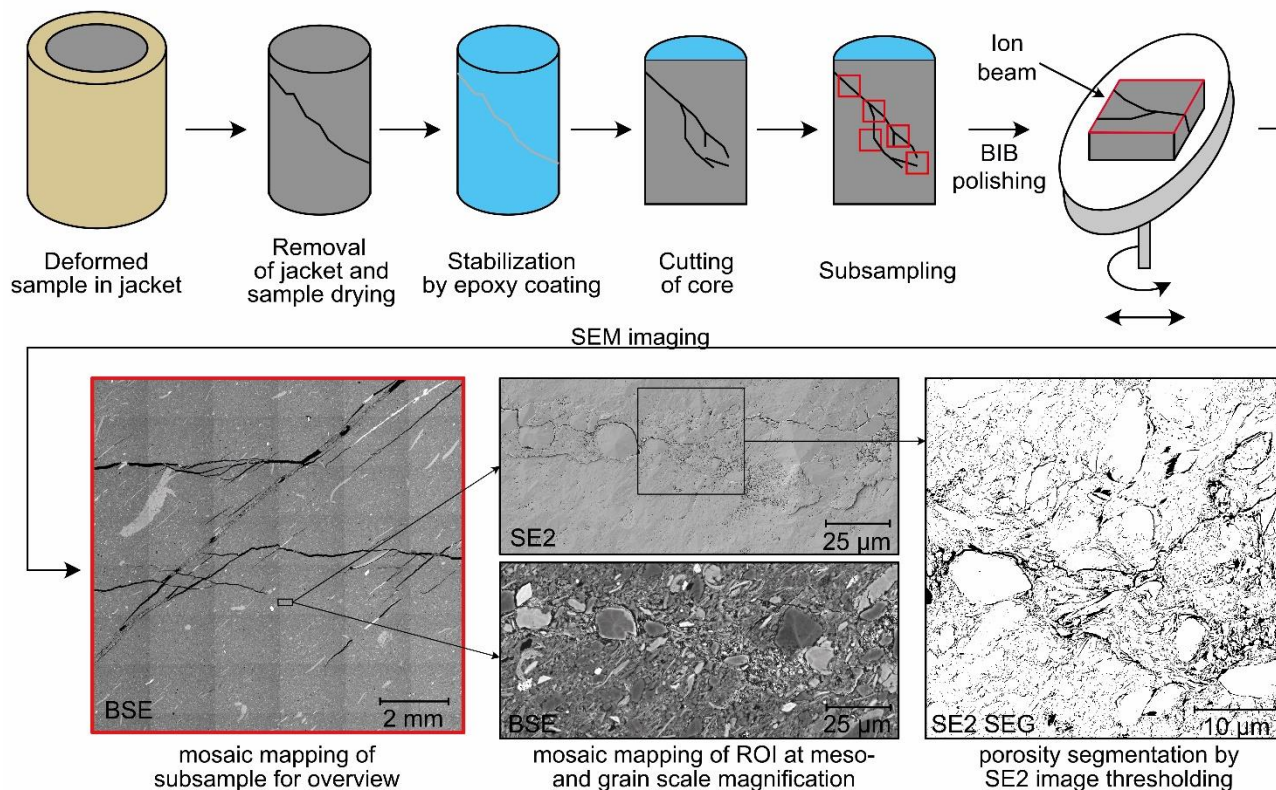 Deformed
sample in jacket
Removal
of jacket and
sample drying
Stabilization
by epoxy coating
Cutting
of core
Subsampling
BIB
polishing
Ion
beam
SEM imaging
BSE
2 mm
mosaic mapping of
subsample for overview
SE2
25 µm
BSE
25 µm
mosaic mapping of ROI at meso-
and grain scale magnification
SE2 SEG
10 µm
porosity segmentation by
SE2 image thresholding